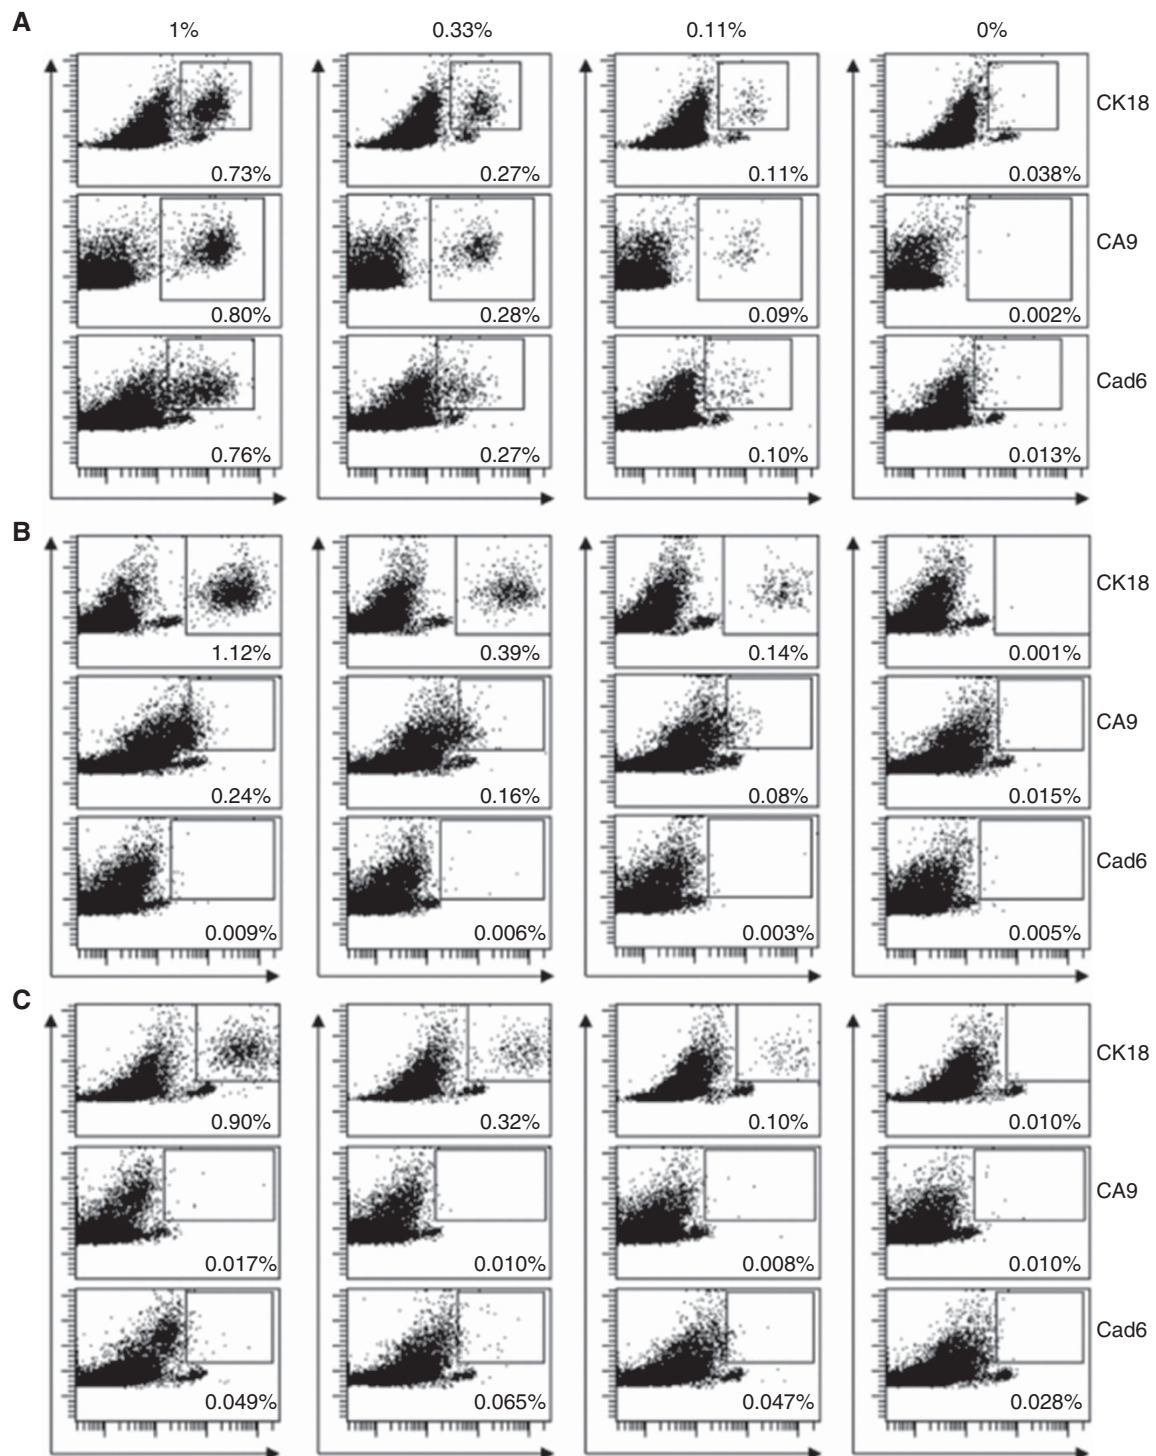 A
1% 0.33% 0.11% 0%
0.73% 0.27% 0.11% 0.038% CK18
0.80% 0.28% 0.09% 0.002% CA9
0.76% 0.27% 0.10% 0.013% Cad6
B
1.12% 0.39% 0.14% 0.001% CK18
0.24% 0.16% 0.08% 0.015% CA9
0.009% 0.006% 0.003% 0.005% Cad6
C
0.90% 0.32% 0.10% 0.010% CK18
0.017% 0.010% 0.008% 0.010% CA9
0.049% 0.065% 0.047% 0.028% Cad6